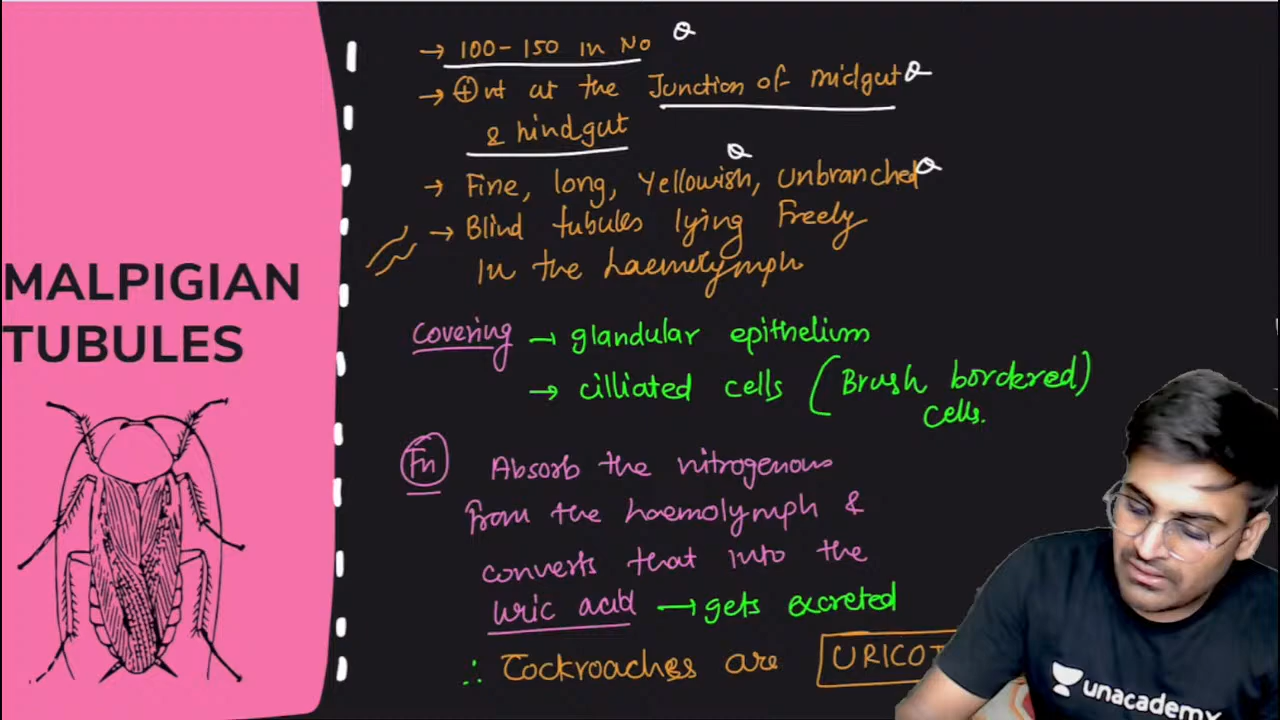 MALPIGIAN
TUBULES
→ 100-150 in No
→ ⊕nt at the Junction of midgut
& hindgut
→ Fine, long, Yellowish, Unbranched
→ Blind tubules lying Freely
In the haemolymph
Covering → glandular epithelium
→ cilliated cells (Brush bordered)
cells.
Fn Absorb the nitrogenous
from the haemolymph &
converts that into the
Uric acid → gets excreted
∴ Cockroaches are URICOT
unacademy